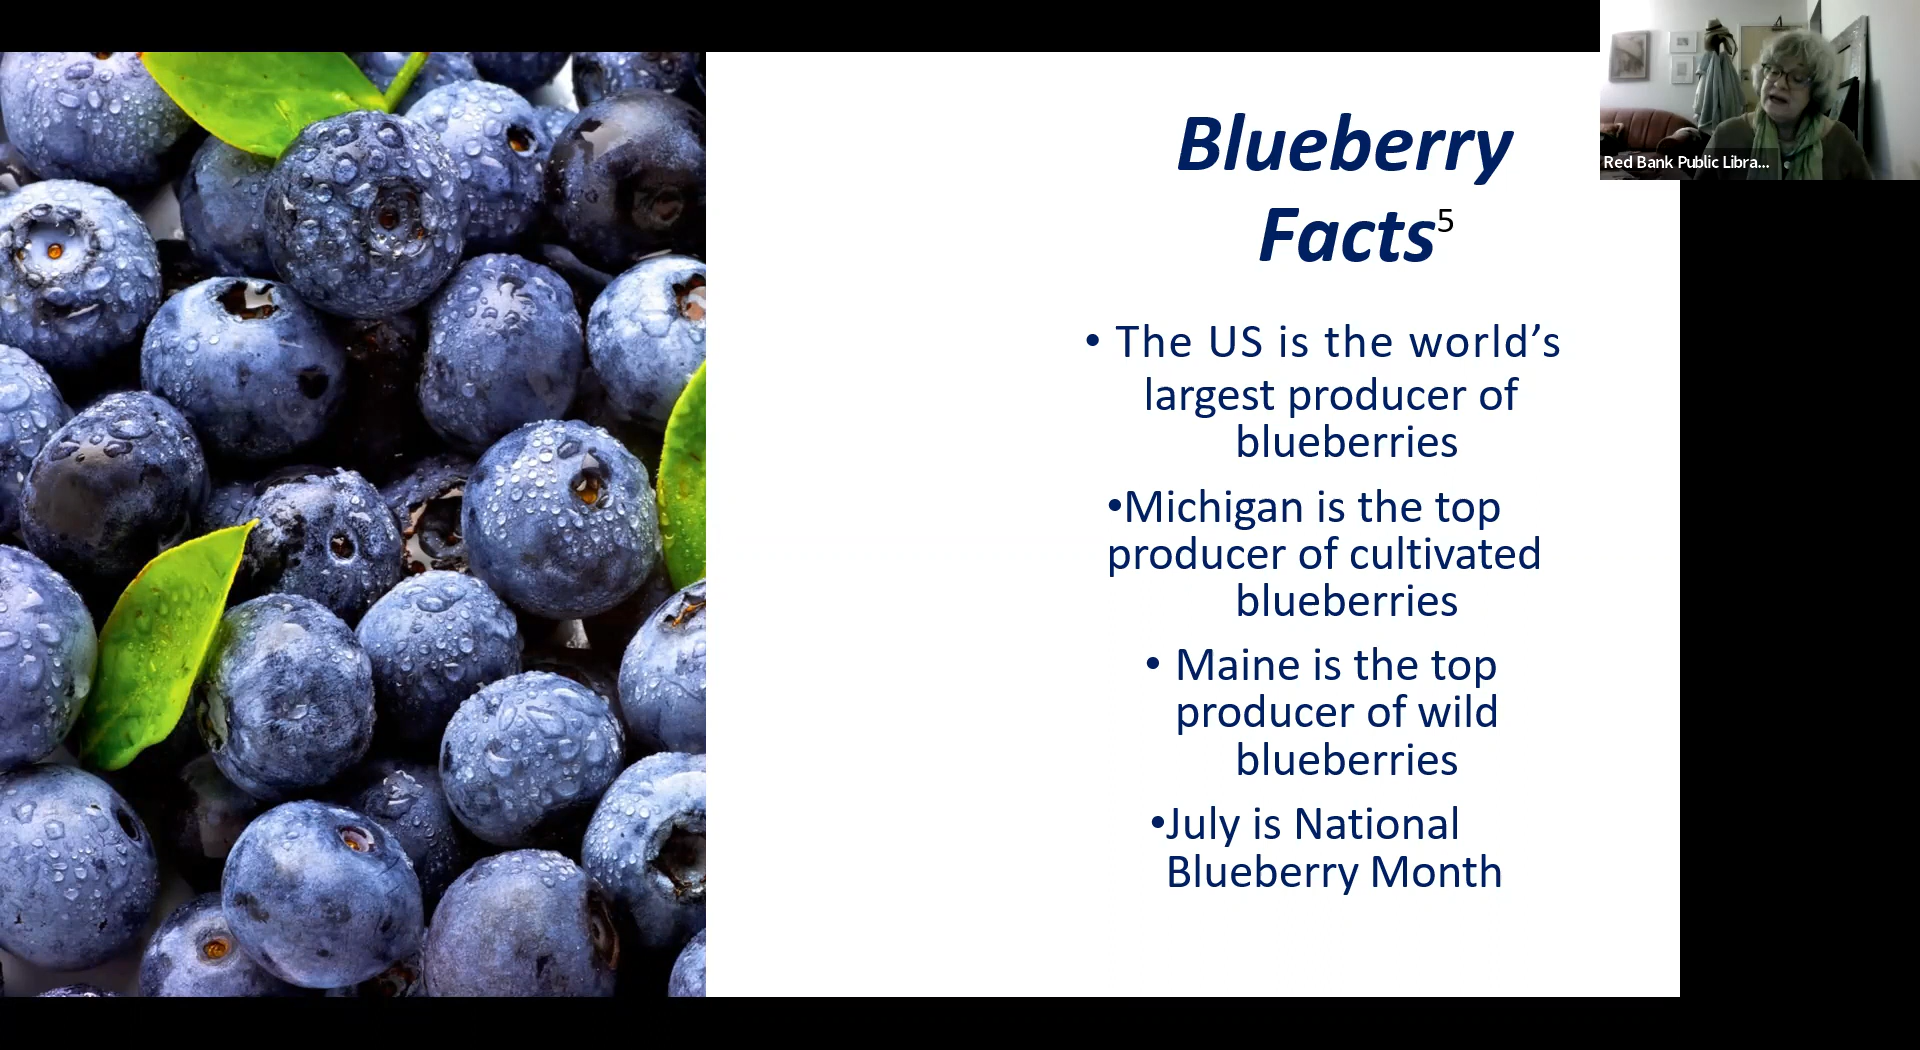 Blueberry
Facts5
• The US is the world’s
largest producer of
blueberries
•Michigan is the top
producer of cultivated
blueberries
• Maine is the top
producer of wild
blueberries
•July is National
Blueberry Month
Red Bank Public Libra...